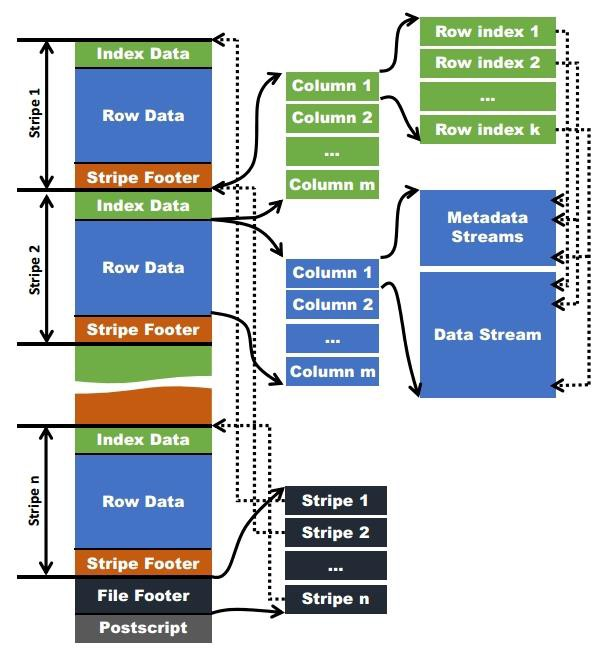 Stripe 1
Index Data
Row Data
Stripe Footer
Stripe 2
Index Data
Row Data
Stripe Footer
Stripe n
Index Data
Row Data
Stripe Footer
File Footer
Postscript
Column 1
Column 2
...
Column m
Row index 1
Row index 2
...
Row index k
Column 1
Column 2
...
Column m
Metadata
Streams
Data Stream
Stripe 1
Stripe 2
...
Stripe n